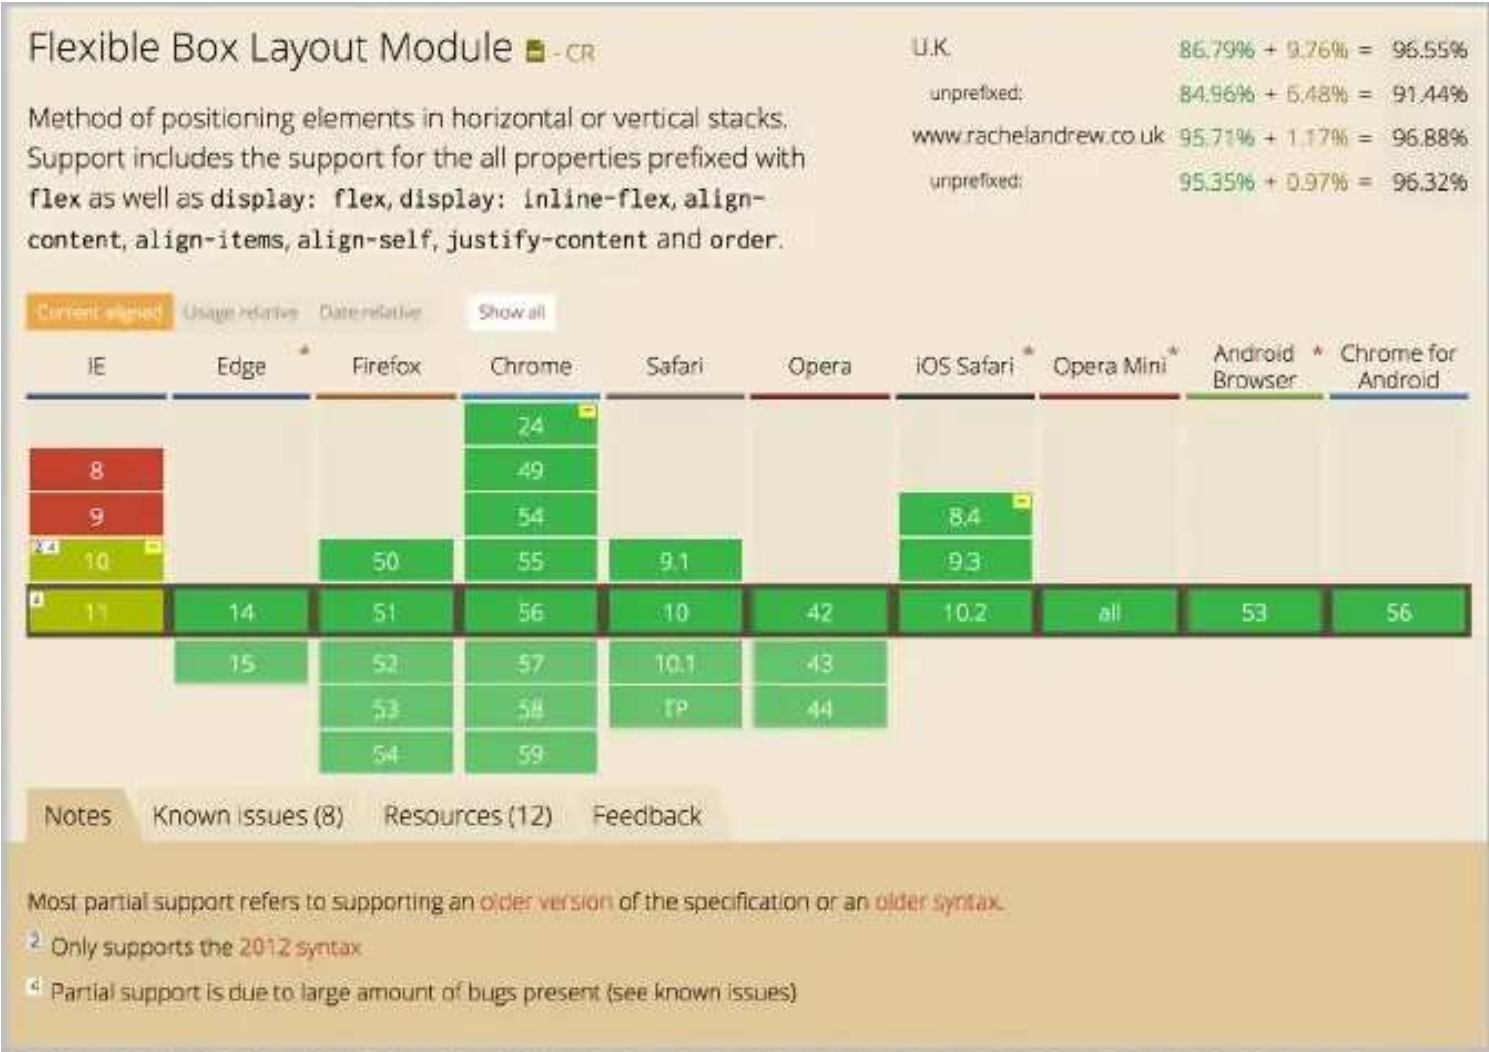 Flexible Box Layout Module - CR
Method of positioning elements in horizontal or vertical stacks.
Support includes the support for the all properties prefixed with
flex as well as display: flex, display: inline-flex, align-
content, align-items, align-self, justify-content and order.
U.K. 86.79% + 9.76% = 96.55%
unprefixed: 84.96% + 6.48% = 91.44%
www.rachelandrew.co.uk 95.71% + 1.17% = 96.88%
unprefixed: 95.35% + 0.97% = 96.32%
Current aligned Usage relative Date relative Show all
IE Edge * Firefox Chrome Safari Opera iOS Safari * Opera Mini * Android Browser * Chrome for Android
24 -
8 49
9 54 8.4 -
2 4 10 - 50 55 9.1 9.3
4 11 14 51 56 10 42 10.2 all 53 56
15 52 57 10.1 43
53 58 TP 44
54 59
Notes Known issues (8) Resources (12) Feedback
Most partial support refers to supporting an older version of the specification or an older syntax.
2 Only supports the 2012 syntax
4 Partial support is due to large amount of bugs present (see known issues)